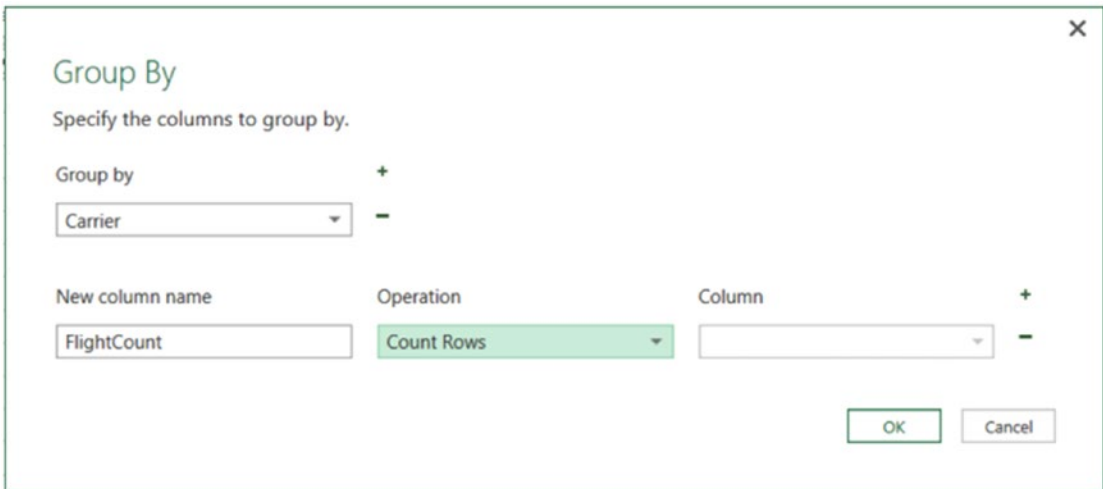 Group By
Specify the columns to group by.
Group by
Carrier
New column name Operation Column
FlightCount Count Rows
OK Cancel